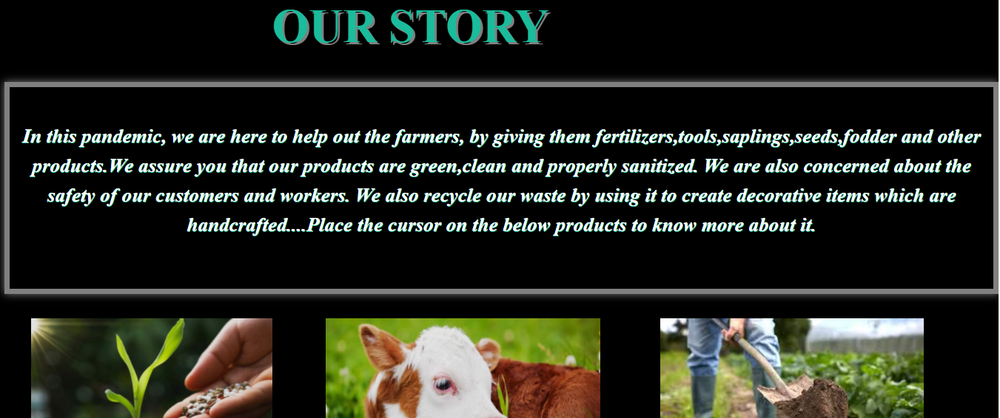 OUR STORY
In this pandemic, we are here to help out the farmers, by giving them fertilizers,tools,saplings,seeds,fodder and other
products.We assure you that our products are green,clean and properly sanitized. We are also concerned about the
safety of our customers and workers. We also recycle our waste by using it to create decorative items which are
handcrafted....Place the cursor on the below products to know more about it.